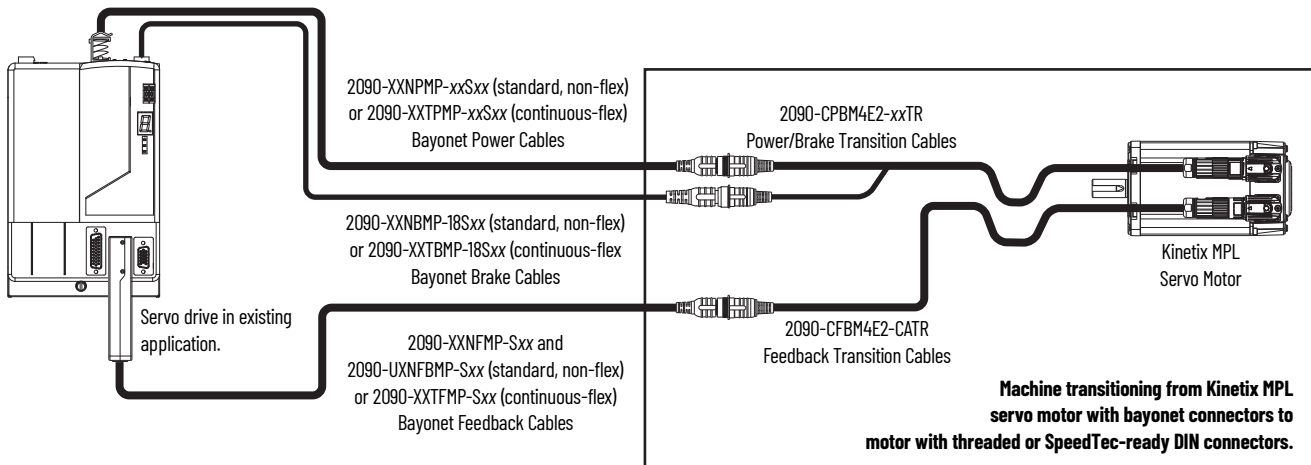 2090-XXNPMP-xxSxx (standard, non-flex)
or 2090-XXTPMP-xxSxx (continuous-flex)
Bayonet Power Cables
2090-CPBM4E2-xxTR
Power/Brake Transition Cables
2090-XXNBMP-18Sxx (standard, non-flex)
or 2090-XXTBMP-18Sxx (continuous-flex
Bayonet Brake Cables
Kinetix MPL
Servo Motor
Servo drive in existing
application.
2090-XXNFMP-Sxx and
2090-UXNFBMP-Sxx (standard, non-flex)
or 2090-XXTFMP-Sxx (continuous-flex)
Bayonet Feedback Cables
2090-CFBM4E2-CATR
Feedback Transition Cables
Machine transitioning from Kinetix MPL
servo motor with bayonet connectors to
motor with threaded or SpeedTec-ready DIN connectors.